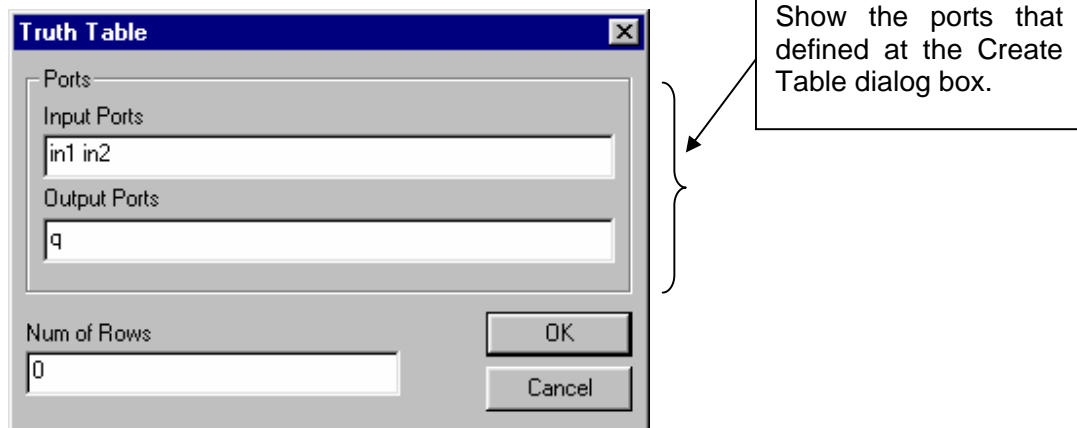 Truth Table
Ports
Input Ports
in1 in2
Output Ports
q
Num of Rows
0
OK
Cancel
Show the ports that
defined at the Create
Table dialog box.